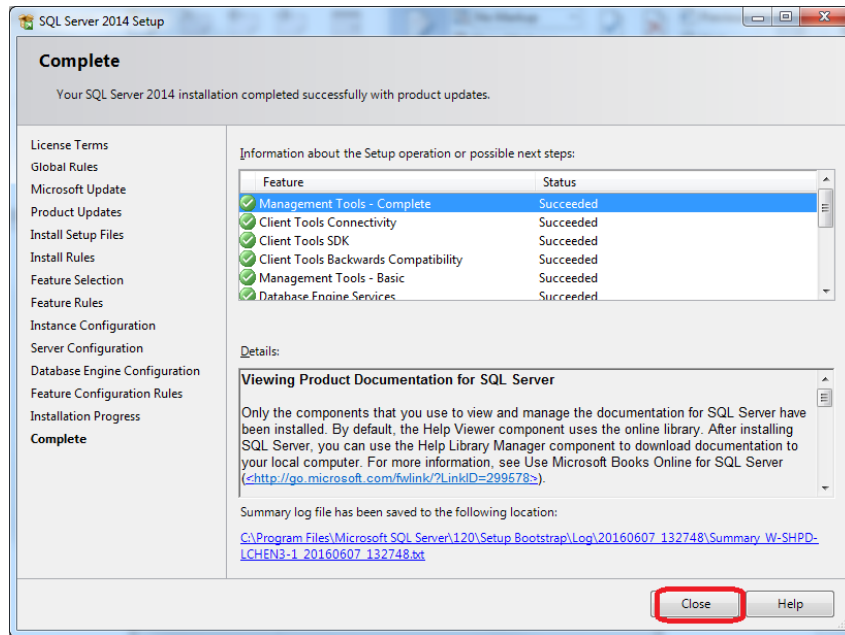 SQL Server 2014 Setup
Complete
Your SQL Server 2014 installation completed successfully with product updates.
License Terms
Global Rules
Microsoft Update
Product Updates
Install Setup Files
Install Rules
Feature Selection
Feature Rules
Instance Configuration
Server Configuration
Database Engine Configuration
Feature Configuration Rules
Installation Progress
Complete
Information about the Setup operation or possible next steps:
Feature Status
Management Tools - Complete Succeeded
Client Tools Connectivity Succeeded
Client Tools SDK Succeeded
Client Tools Backwards Compatibility Succeeded
Management Tools - Basic Succeeded
Database Engine Services Succeeded
Details:
Viewing Product Documentation for SQL Server
Only the components that you use to view and manage the documentation for SQL Server have
been installed. By default, the Help Viewer component uses the online library. After installing
SQL Server, you can use the Help Library Manager component to download documentation to
your local computer. For more information, see Use Microsoft Books Online for SQL Server
(<http://go.microsoft.com/fwlink/?LinkID=299578>).
Summary log file has been saved to the following location:
C:\Program Files\Microsoft SQL Server\120\Setup Bootstrap\Log\20160607_132748\Summary_W-SHPD-
LCHEN3-1_20160607_132748.txt
Close Help